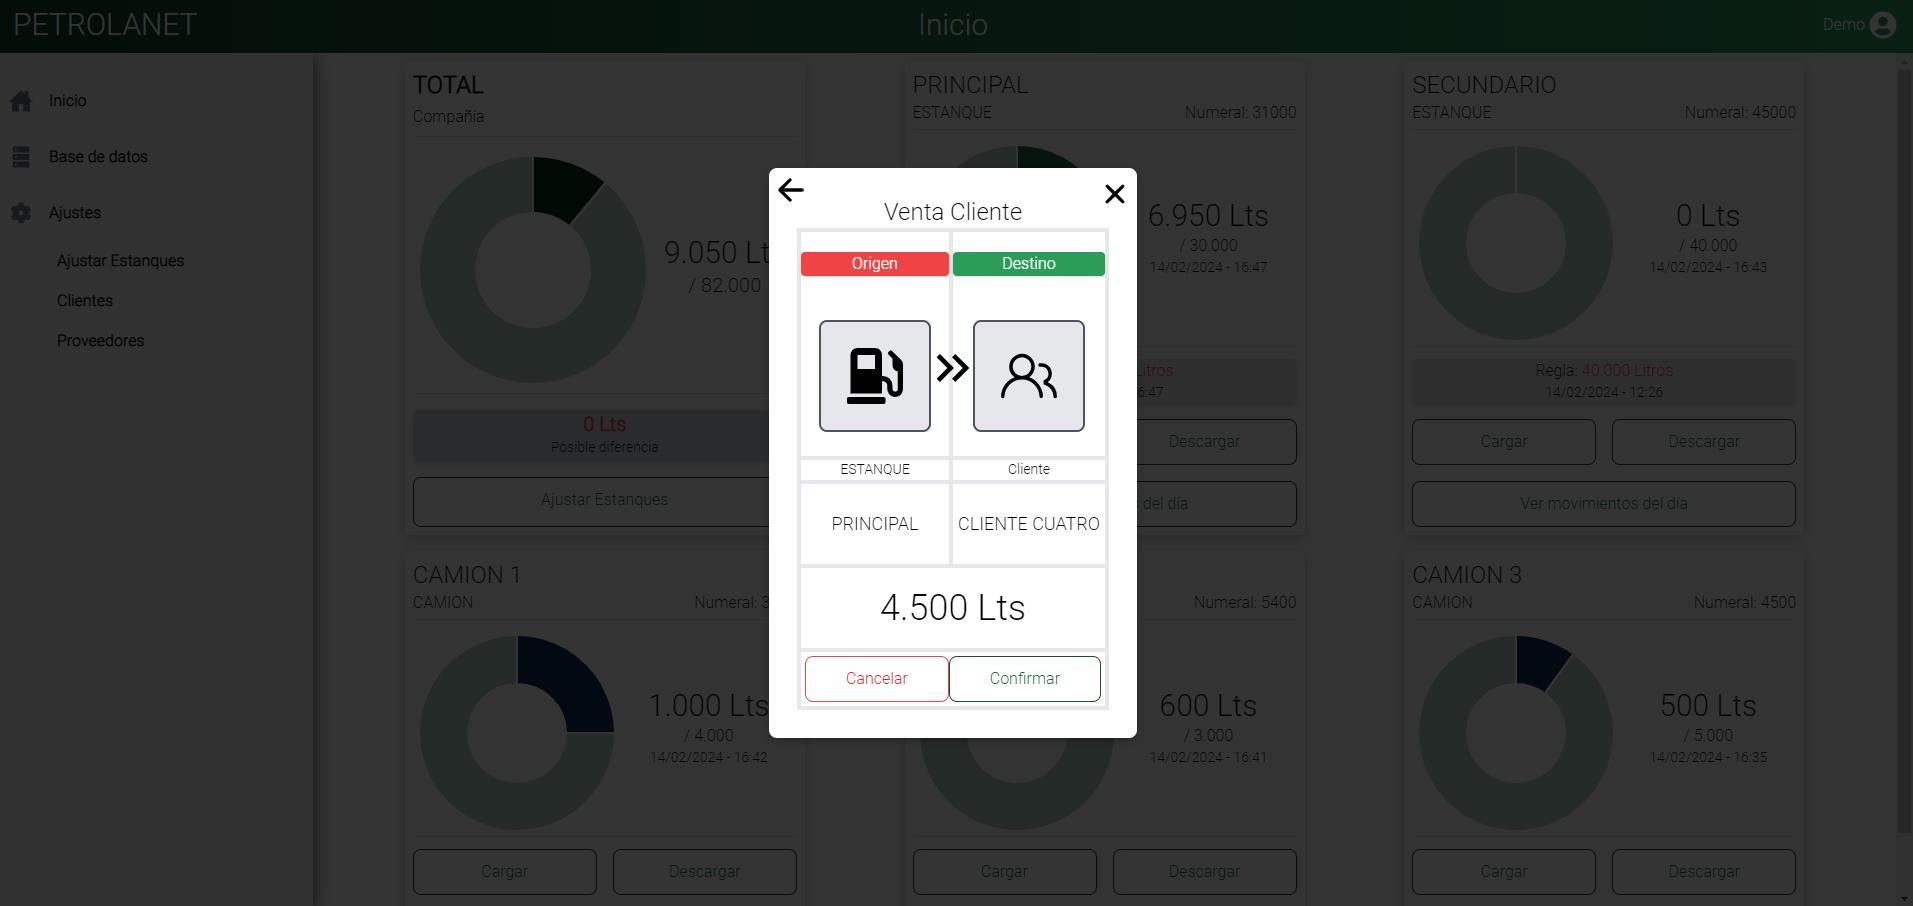 PETROLANET
Inicio
Demo
Inicio
Base de datos
Ajustes
Ajustar Estanques
Clientes
Proveedores
TOTAL
Compañía
9.050 Lt
/ 82.000
0 Lts
Posible diferencia
Ajustar Estanques
PRINCIPAL
ESTANQUE
Numeral: 31000
6.950 Lts
/ 30.000
14/02/2024 - 16:47
Litros
6:47
Descargar
del día
SECUNDARIO
ESTANQUE
Numeral: 45000
0 Lts
/ 40.000
14/02/2024 - 16:43
Regla: 40.000 Litros
14/02/2024 - 12:26
Cargar
Descargar
Ver movimientos del día
Venta Cliente
Origen
Destino
ESTANQUE
Cliente
PRINCIPAL
CLIENTE CUATRO
4.500 Lts
Cancelar
Confirmar
CAMION 1
CAMION
Numeral: 3
1.000 Lts
/ 4.000
14/02/2024 - 16:42
Cargar
Descargar
Numeral: 5400
600 Lts
/ 3.000
14/02/2024 - 16:41
Cargar
Descargar
CAMION 3
CAMION
Numeral: 4500
500 Lts
/ 5.000
14/02/2024 - 16:35
Cargar
Descargar